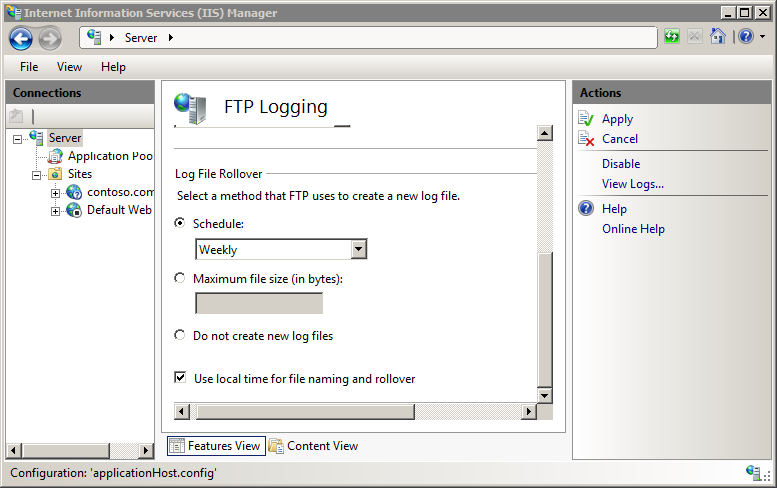 Internet Information Services (IIS) Manager
Server
File View Help
Connections
Server
Application Poo
Sites
contoso.com
Default Web
FTP Logging
Log File Rollover
Select a method that FTP uses to create a new log file.
Schedule:
Weekly
Maximum file size (in bytes):
Do not create new log files
Use local time for file naming and rollover
Features View
Content View
Actions
Apply
Cancel
Disable
View Logs...
Help
Online Help
Configuration: 'applicationHost.config'